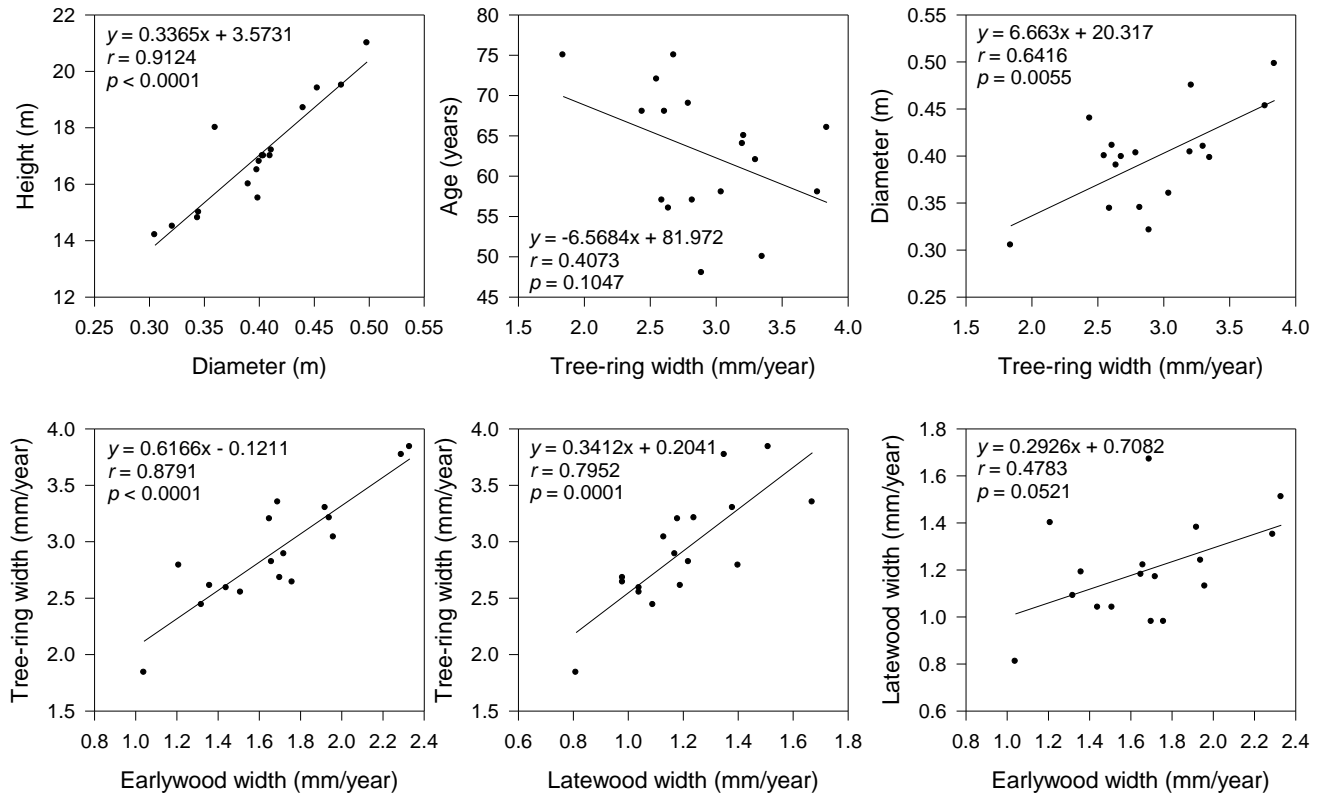 y = 0.3365x + 3.5731
r = 0.9124
p < 0.0001
Height (m)
22
20
18
16
14
12
0.25 0.30 0.35 0.40 0.45 0.50 0.55
Diameter (m)
y = -6.5684x + 81.972
r = 0.4073
p = 0.1047
Age (years)
80
75
70
65
60
55
50
45
1.5 2.0 2.5 3.0 3.5 4.0
Tree-ring width (mm/year)
y = 6.663x + 20.317
r = 0.6416
p = 0.0055
Diameter (m)
0.55
0.50
0.45
0.40
0.35
0.30
0.25
1.5 2.0 2.5 3.0 3.5 4.0
Tree-ring width (mm/year)
y = 0.6166x - 0.1211
r = 0.8791
p < 0.0001
Tree-ring width (mm/year)
4.0
3.5
3.0
2.5
2.0
1.5
0.8 1.0 1.2 1.4 1.6 1.8 2.0 2.2 2.4
Earlywood width (mm/year)
y = 0.3412x + 0.2041
r = 0.7952
p = 0.0001
Tree-ring width (mm/year)
4.0
3.5
3.0
2.5
2.0
1.5
0.6 0.8 1.0 1.2 1.4 1.6 1.8
Latewood width (mm/year)
y = 0.2926x + 0.7082
r = 0.4783
p = 0.0521
Latewood width (mm/year)
1.8
1.6
1.4
1.2
1.0
0.8
0.6
0.8 1.0 1.2 1.4 1.6 1.8 2.0 2.2 2.4
Earlywood width (mm/year)